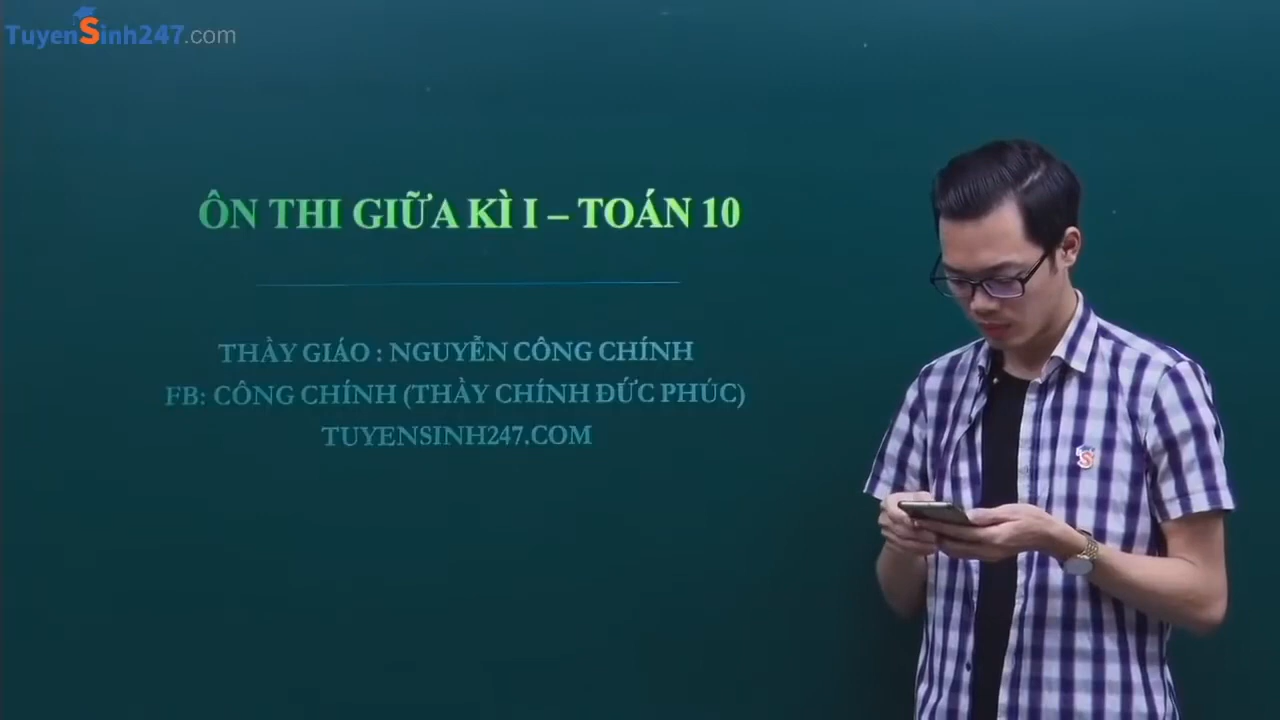 TuyenSinh247.com
ÔN THI GIỮA KÌ I – TOÁN 10
THẦY GIÁO : NGUYỄN CÔNG CHÍNH
FB: CÔNG CHÍNH (THẦY CHÍNH ĐỨC PHÚC)
TUYENSINH247.COM